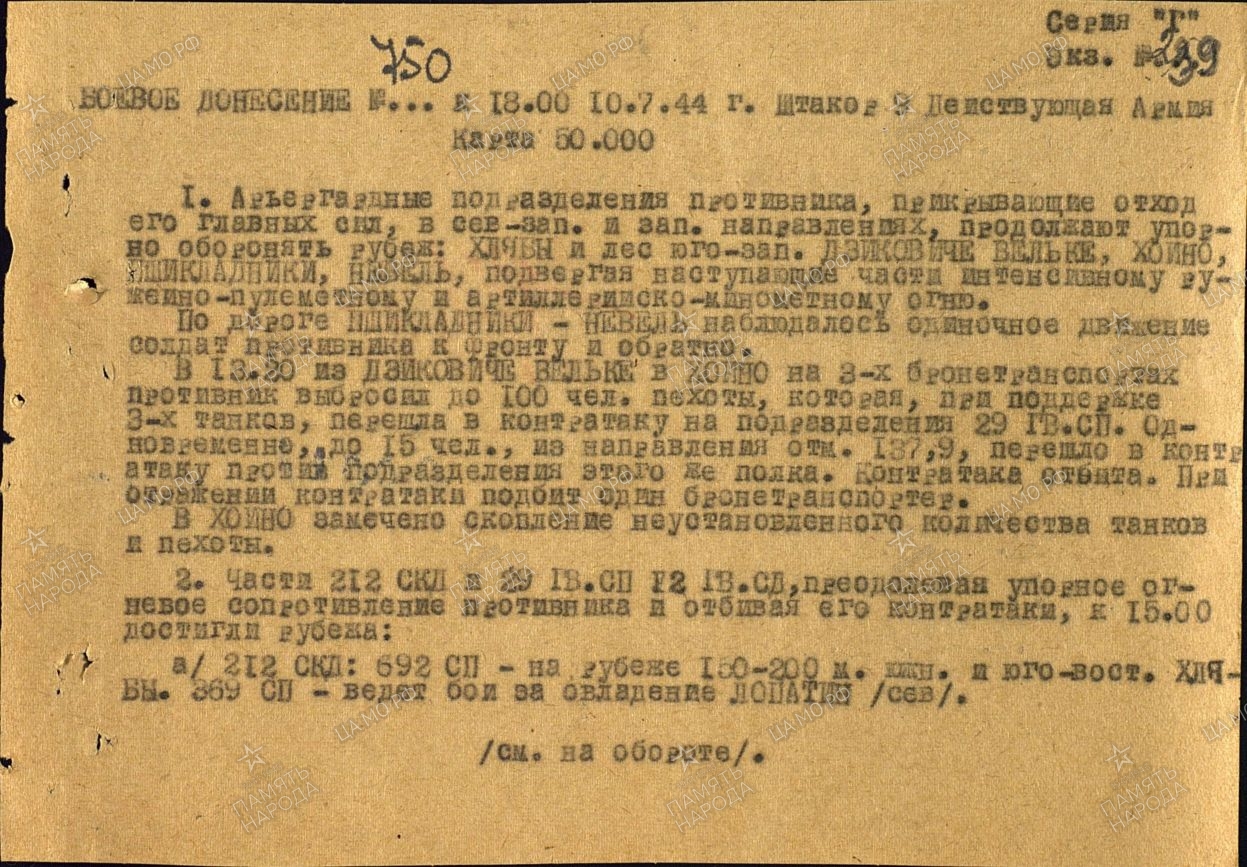 Серия "Г"
Экз. №
750
БОЕВОЕ ДОНЕСЕНИЕ №... к 18.00 10.7.44 г. Штакор 9 Действующая Армия
Карта 50.000
I. Арьергардные подразделения противника, прикрывающие отход
его главных сил, в сев-зап. и зап. направлениях, продолжают упор-
но оборонять рубеж: ХЛЯБЫ и лес юго-зап. ДЗИКОВИЧЕ ВЕЛЬКЕ, ХОЙНО,
ПШИКЛАДНИКИ, НЕВЕЛЬ, подвергая наступающие части интенсивному ру-
жейно-пулеметному и артиллерийско-минометному огню.
По дороге ПШИКЛАДНИКИ - НЕВЕЛЬ наблюдалось одиночное движение
солдат противника к фронту и обратно.
В 13.30 из ДЗИКОВИЧЕ ВЕЛЬКЕ в ХОЙНО на 3-х бронетранспортах
противник выбросил до 100 чел. пехоты, которая, при поддержке
3-х танков, перешла в контратаку на подразделения 29 ГВ.СП. Од-
новременно, до 15 чел., из направления отм. 137,9, перешло в контр
атаку против подразделения этого же полка. Контратака отбита. При
отражении контратаки подбит один бронетранспортер.
В ХОЙНО замечено скопление неустановленного количества танков
и пехоты.
2. Части 212 СКД и 29 ГВ.СП 12 ГВ.СД, преодолевая упорное ог-
невое сопротивление противника и отбивая его контратаки, к 15.00
достигли рубежа:
а/ 212 СКД: 692 СП - на рубеже 150-200 м. южн. и юго-вост. ХЛЯ-
БЫ. 369 СП - ведет бой за овладение ЛОПАТИН /сев/.
/см. на обороте/.